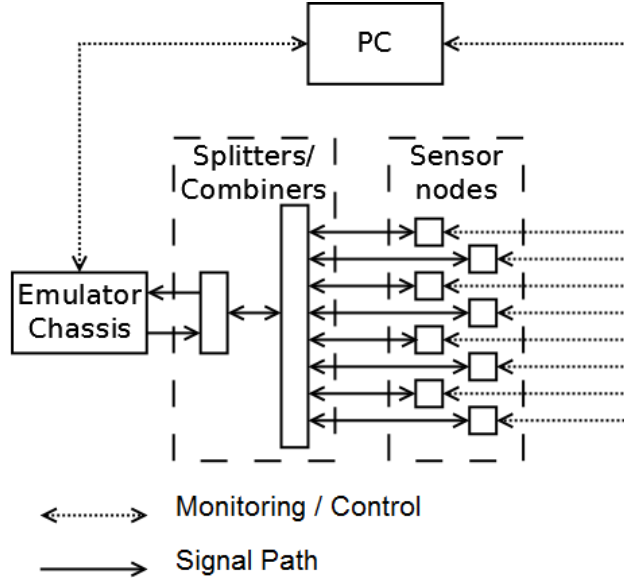 PC
Splitters/
Combiners
Sensor
nodes
Emulator
Chassis
Monitoring / Control
Signal Path